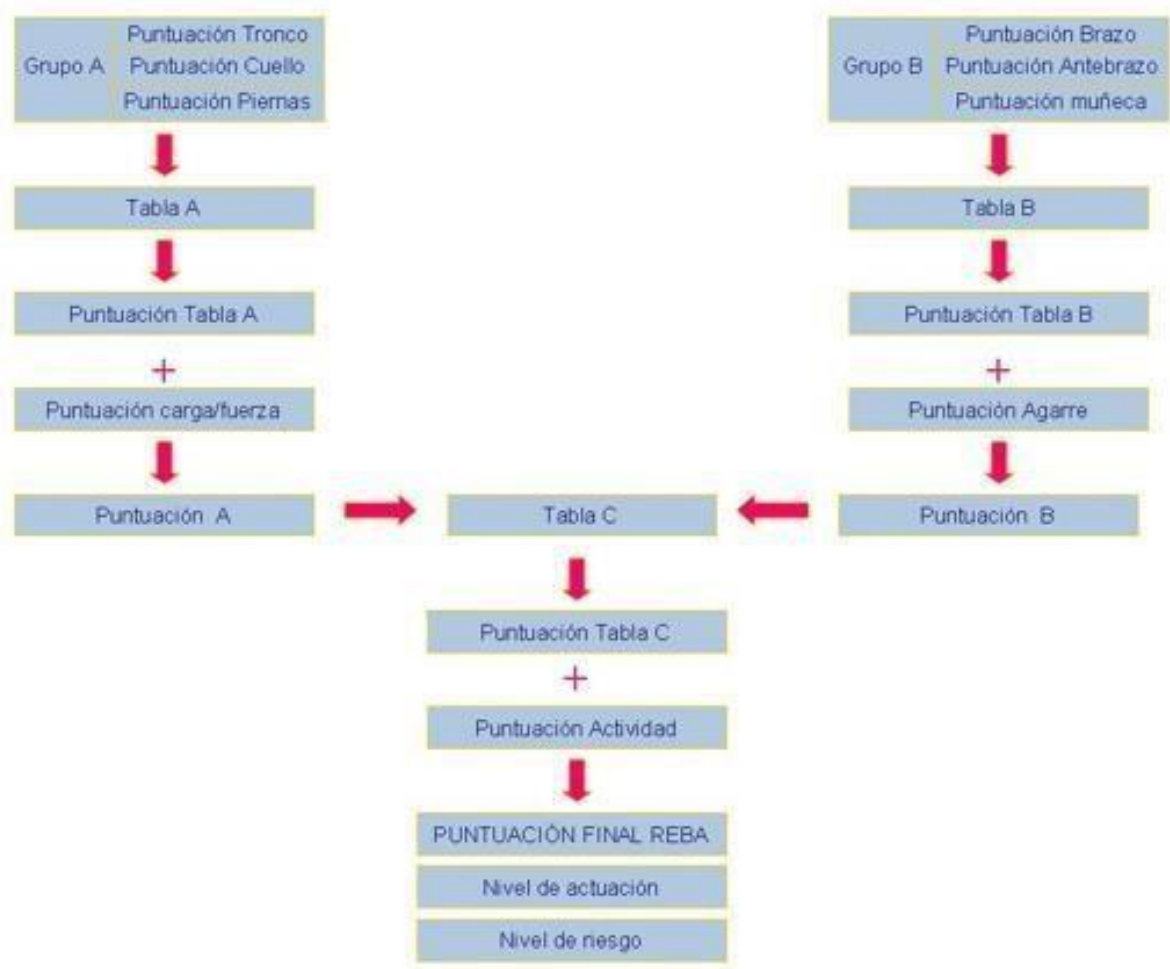 Grupo A
Puntuación Tronco
Puntuación Cuello
Puntuación Piernas
Grupo B
Puntuación Brazo
Puntuación Antebrazo
Puntuación muñeca
Tabla A
Tabla B
Puntuación Tabla A
Puntuación Tabla B
+
+
Puntuación carga/fuerza
Puntuación Agarre
Puntuación A
Tabla C
Puntuación B
Puntuación Tabla C
+
Puntuación Actividad
PUNTUACIÓN FINAL REBA
Nivel de actuación
Nivel de riesgo